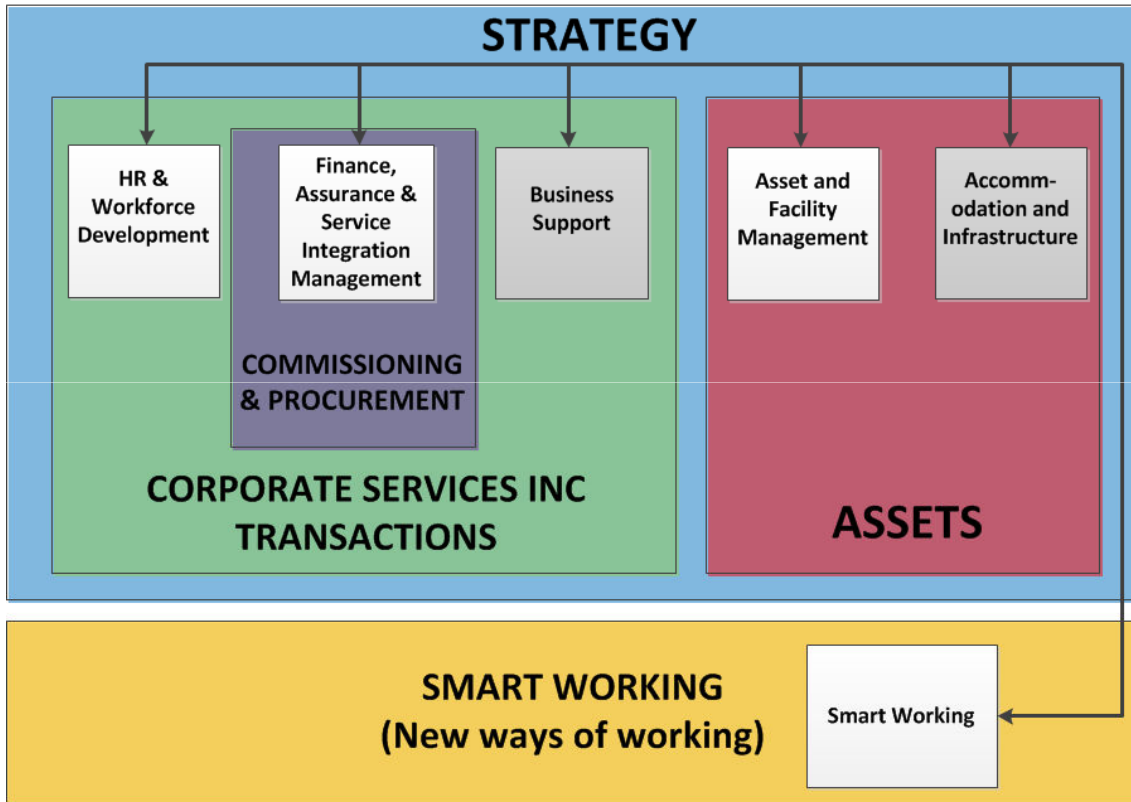 STRATEGY
HR &
Workforce
Development
Finance,
Assurance &
Service
Integration
Management
Business
Support
Asset and
Facility
Management
Accomm-
odation and
Infrastructure
COMMISSIONING
& PROCUREMENT
CORPORATE SERVICES INC
TRANSACTIONS
ASSETS
SMART WORKING
(New ways of working)
Smart Working